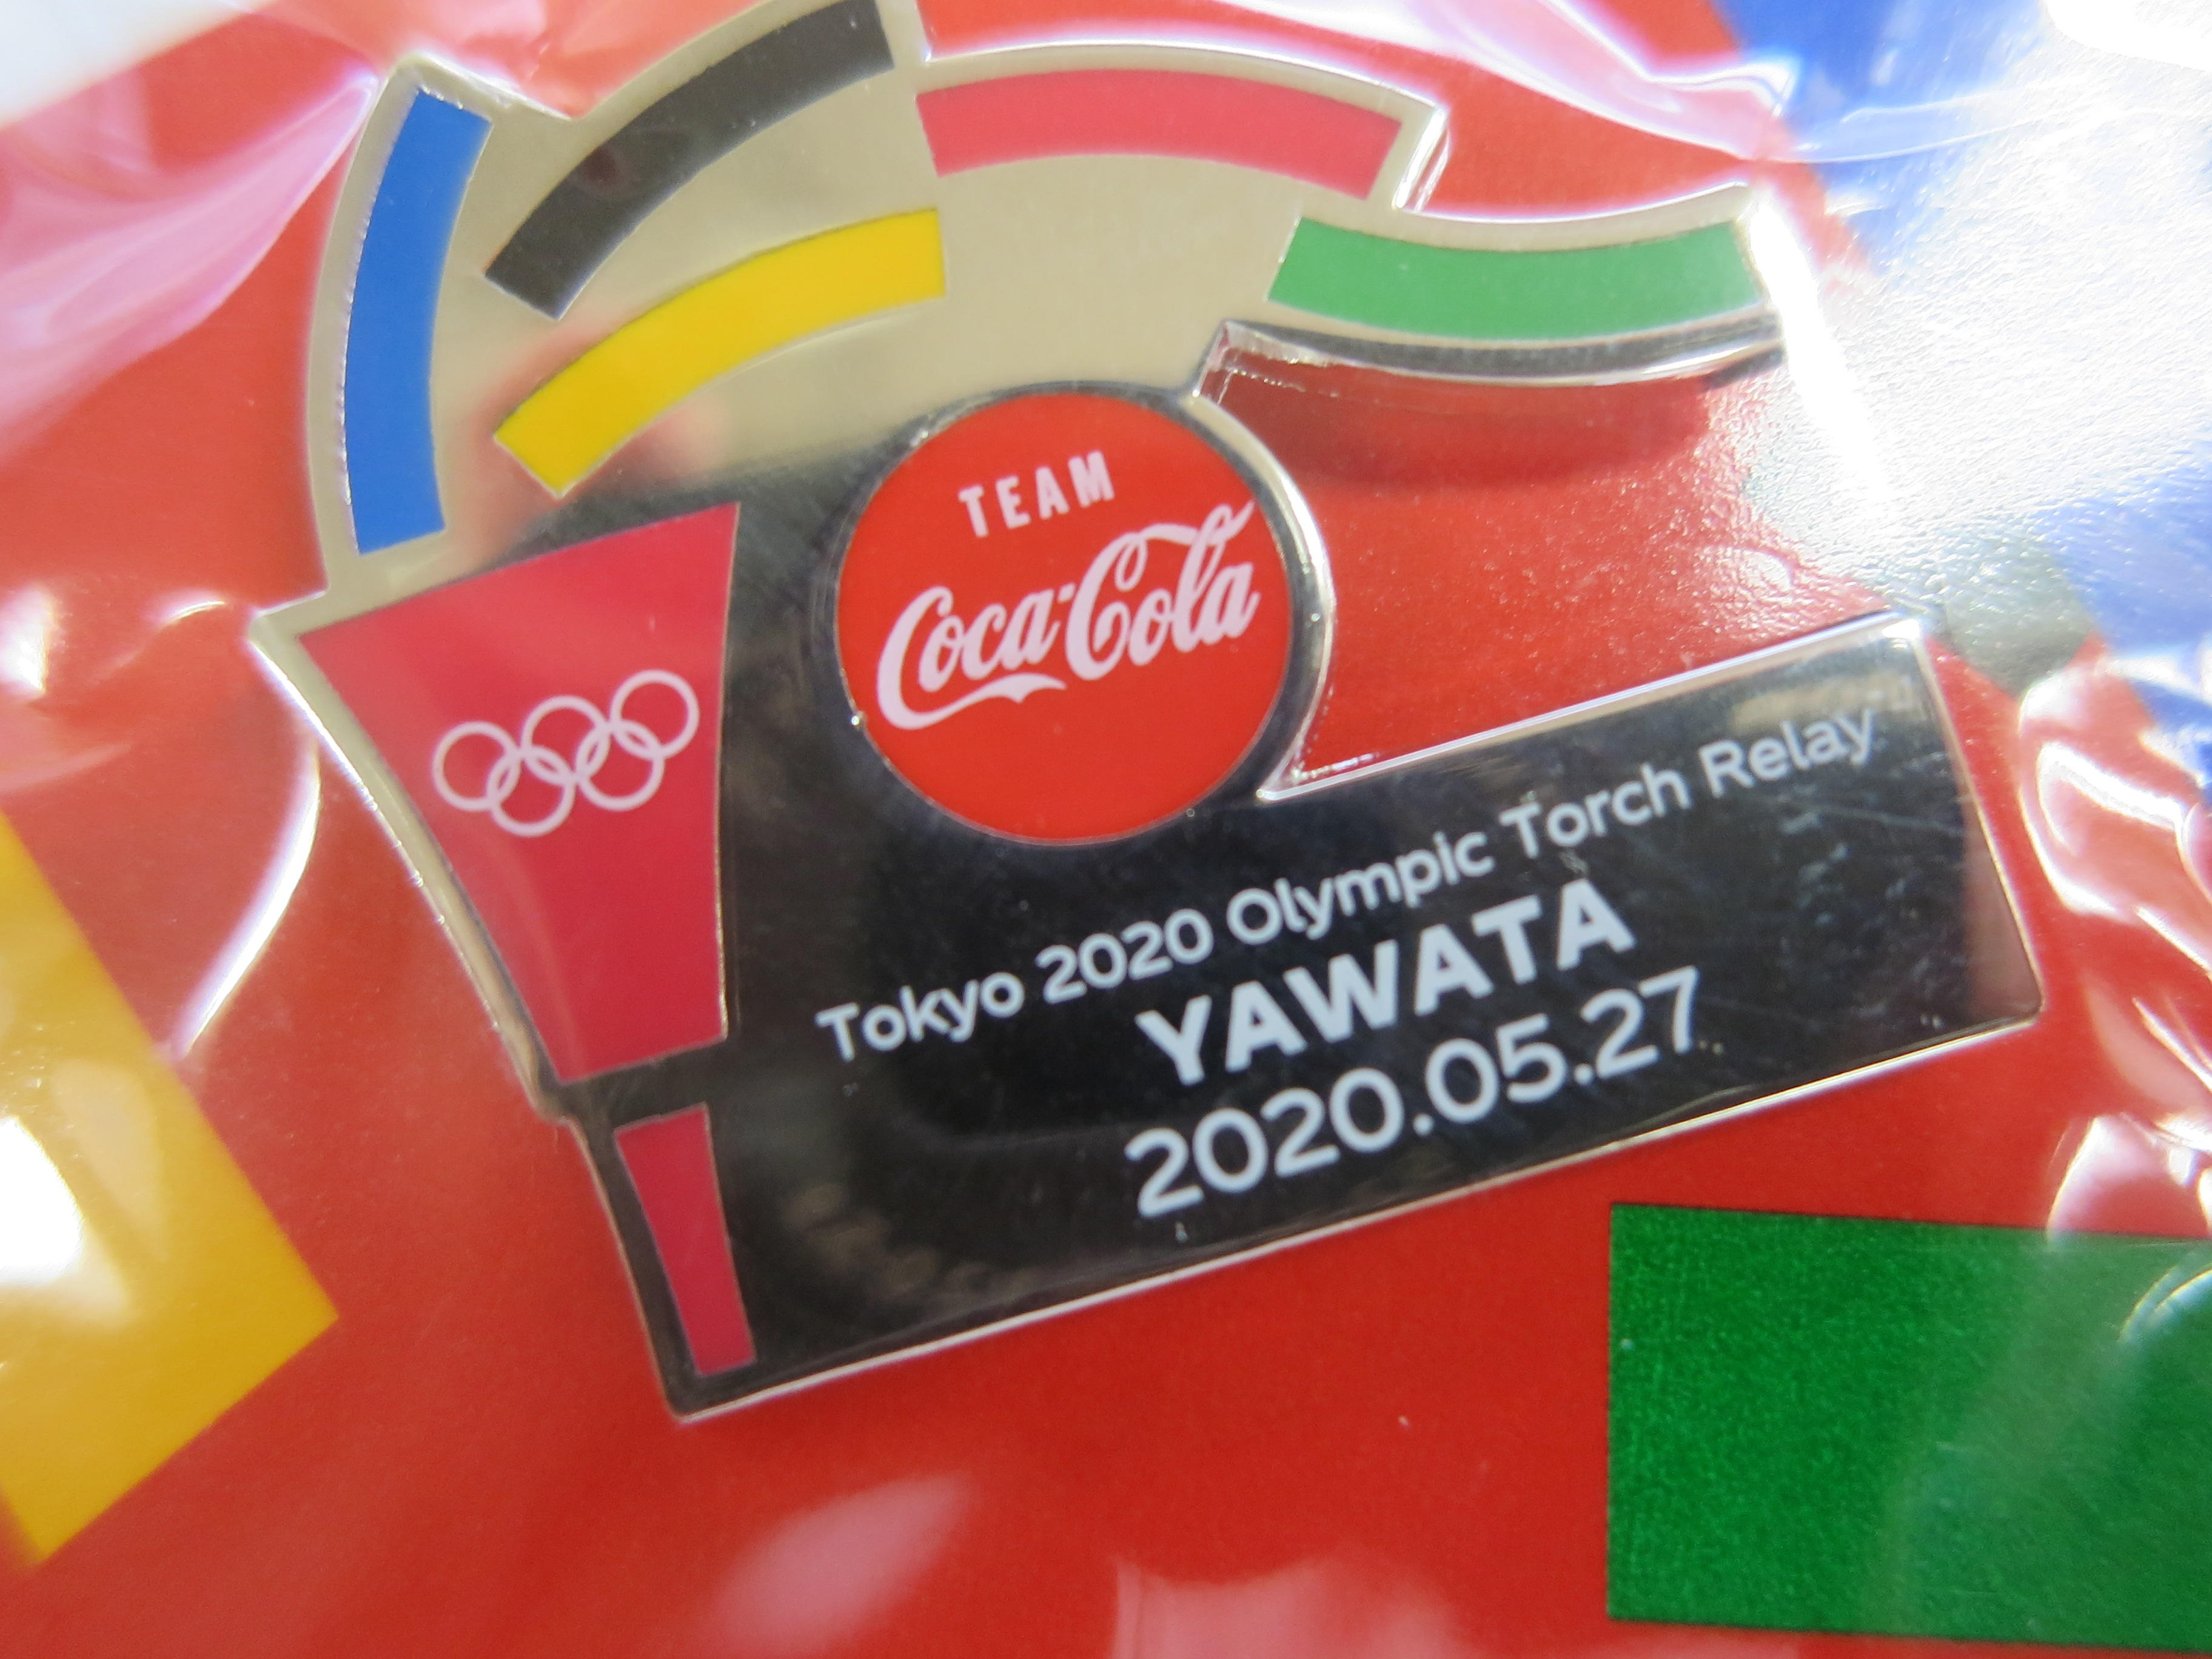 TEAM
Coca-Cola
Tokyo 2020 Olympic Torch Relay
YAWATA
2020.05.27